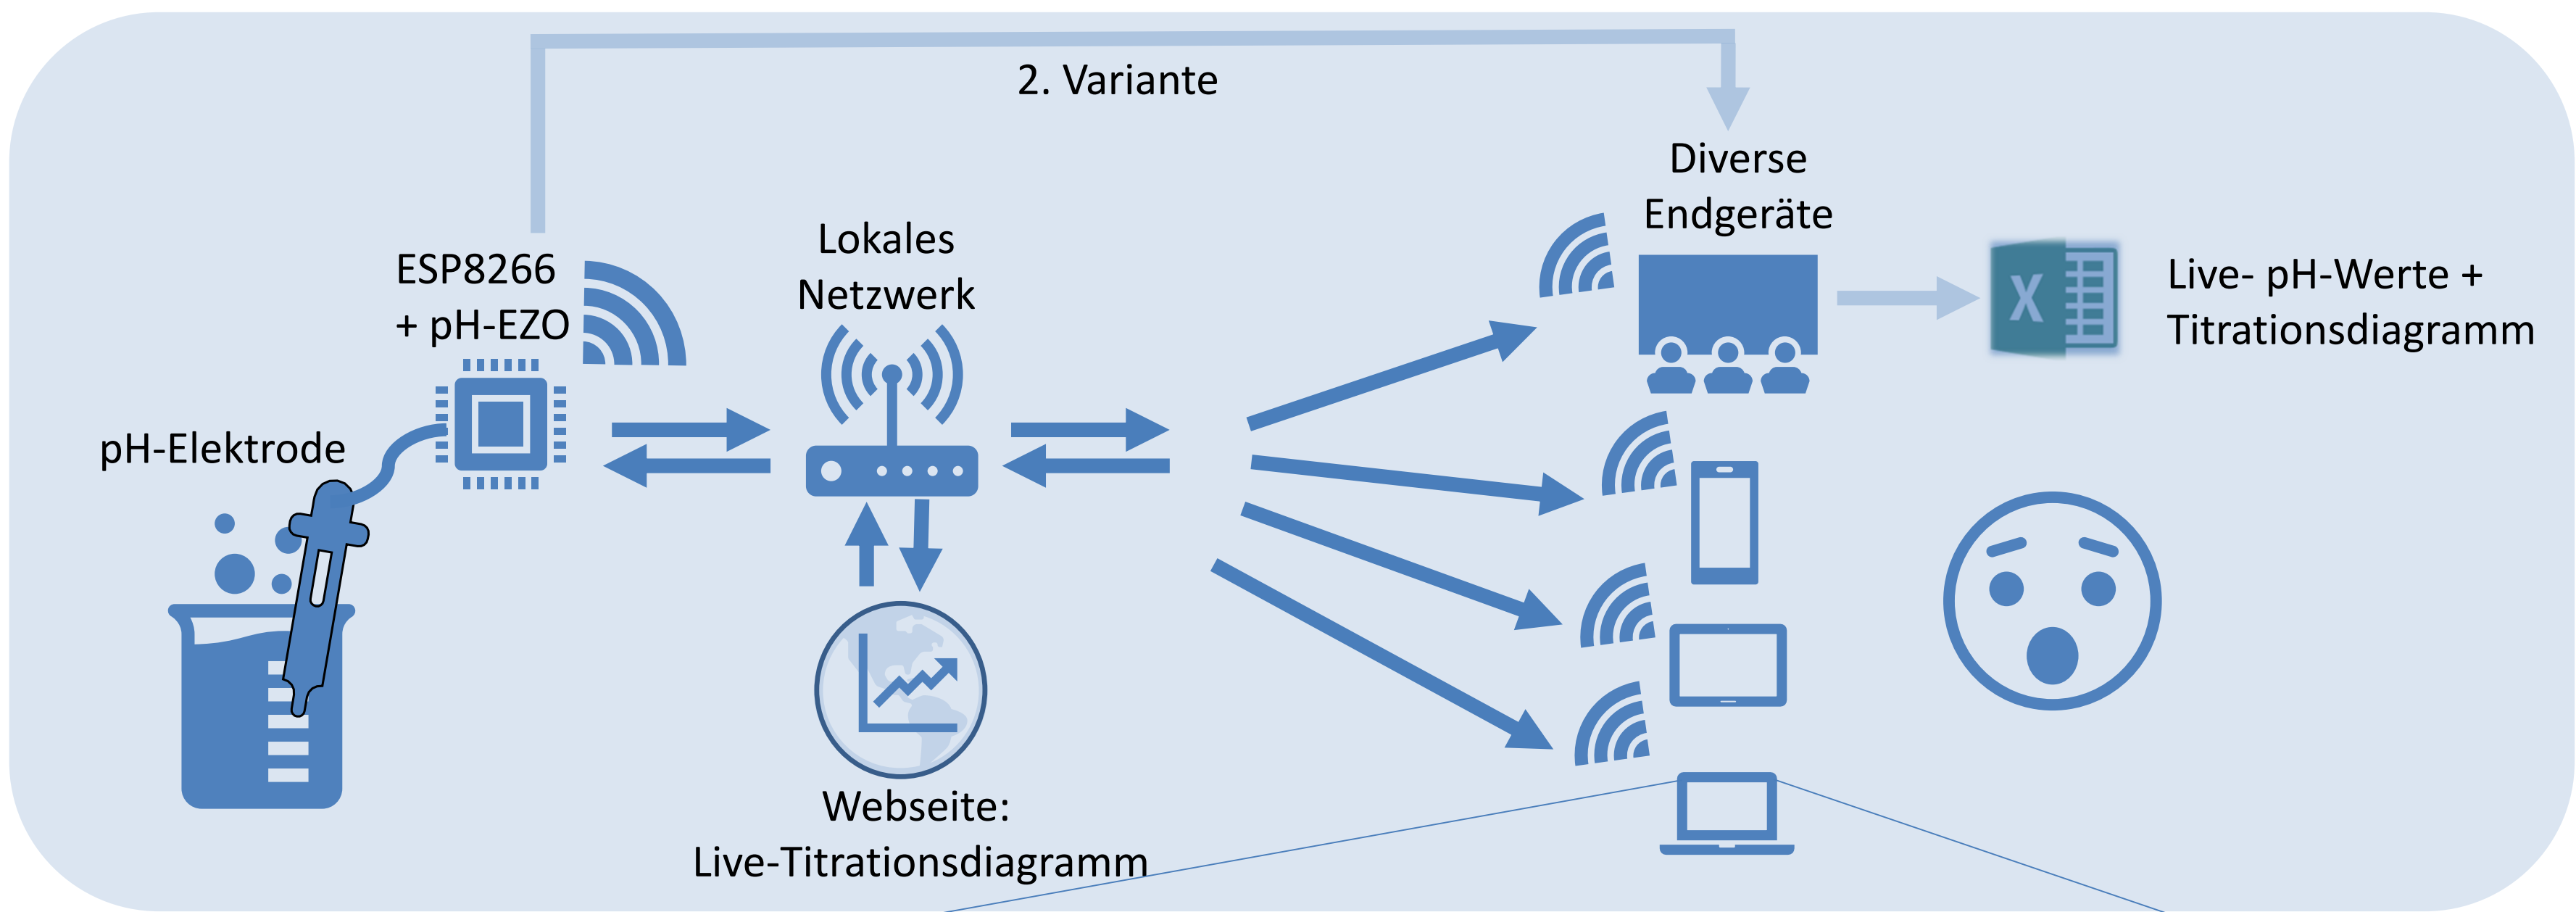 2. Variante
Diverse
Endgeräte
Lokales
Netzwerk
ESP8266
+ pH-EZO
X
Live- pH-Werte +
Titrationsdiagramm
pH-Elektrode
Webseite:
Live-Titrationsdiagramm